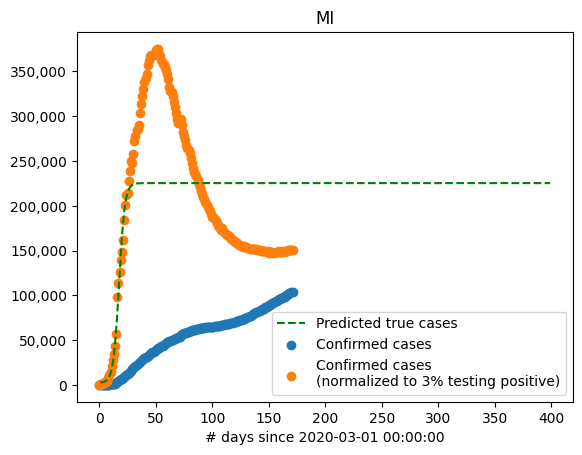 MI
350,000
300,000
250,000
200,000
150,000
100,000
50,000
0
Predicted true cases
Confirmed cases
Confirmed cases
(normalized to 3% testing positive)
0 50 100 150 200 250 300 350 400
# days since 2020-03-01 00:00:00